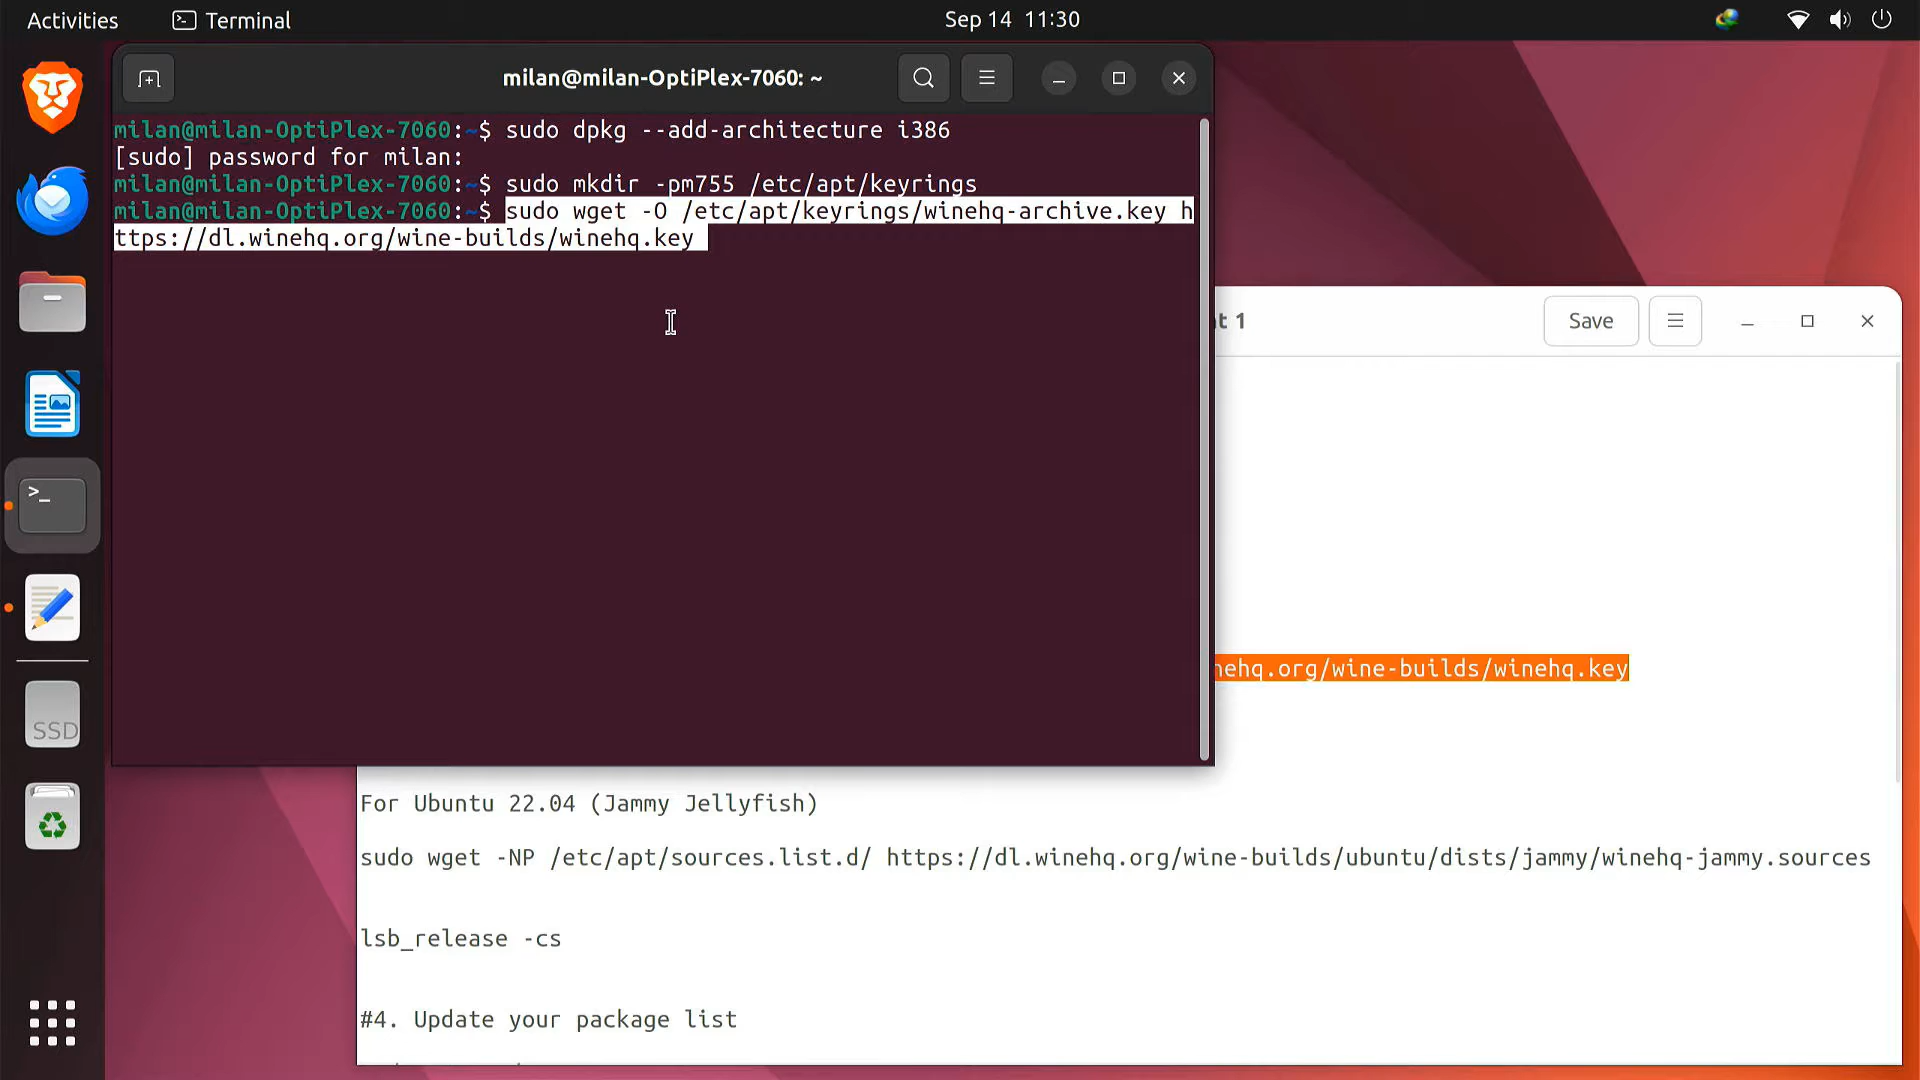 Activities
Terminal
Sep 14 11:30
milan@milan-OptiPlex-7060: ~
milan@milan-OptiPlex-7060:~$ sudo dpkg --add-architecture i386
[sudo] password for milan:
milan@milan-OptiPlex-7060:~$ sudo mkdir -pm755 /etc/apt/keyrings
milan@milan-OptiPlex-7060:~$ sudo wget -O /etc/apt/keyrings/winehq-archive.key h
ttps://dl.winehq.org/wine-builds/winehq.key
t 1
Save
nehq.org/wine-builds/winehq.key
SSD
For Ubuntu 22.04 (Jammy Jellyfish)
sudo wget -NP /etc/apt/sources.list.d/ https://dl.winehq.org/wine-builds/ubuntu/dists/jammy/winehq-jammy.sources
lsb_release -cs
#4. Update your package list